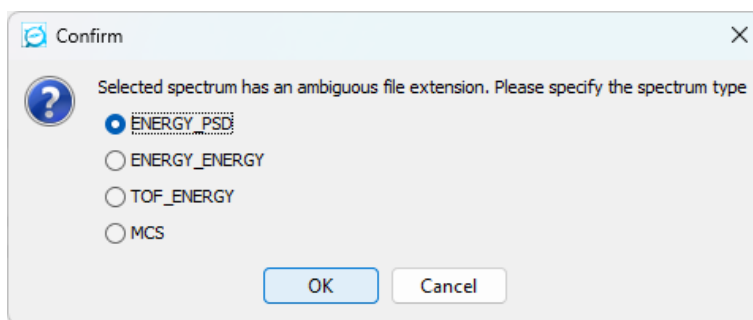 Confirm
Selected spectrum has an ambiguous file extension. Please specify the spectrum type
ENERGY_PSD
ENERGY_ENERGY
TOF_ENERGY
MCS
OK
Cancel